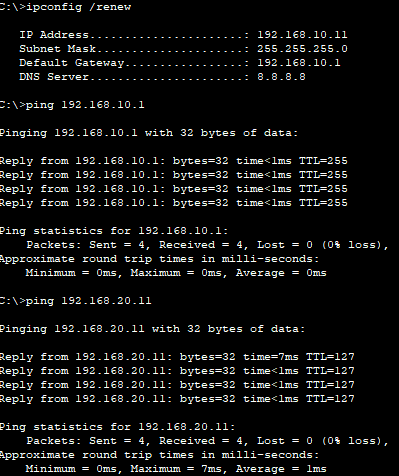 C:\>ipconfig /renew
IP Address......................: 192.168.10.11
Subnet Mask.....................: 255.255.255.0
Default Gateway.................: 192.168.10.1
DNS Server......................: 8.8.8.8
C:\>ping 192.168.10.1
Pinging 192.168.10.1 with 32 bytes of data:
Reply from 192.168.10.1: bytes=32 time<1ms TTL=255
Reply from 192.168.10.1: bytes=32 time<1ms TTL=255
Reply from 192.168.10.1: bytes=32 time<1ms TTL=255
Reply from 192.168.10.1: bytes=32 time<1ms TTL=255
Ping statistics for 192.168.10.1:
Packets: Sent = 4, Received = 4, Lost = 0 (0% loss),
Approximate round trip times in milli-seconds:
Minimum = 0ms, Maximum = 0ms, Average = 0ms
C:\>ping 192.168.20.11
Pinging 192.168.20.11 with 32 bytes of data:
Reply from 192.168.20.11: bytes=32 time=7ms TTL=127
Reply from 192.168.20.11: bytes=32 time<1ms TTL=127
Reply from 192.168.20.11: bytes=32 time<1ms TTL=127
Reply from 192.168.20.11: bytes=32 time<1ms TTL=127
Ping statistics for 192.168.20.11:
Packets: Sent = 4, Received = 4, Lost = 0 (0% loss),
Approximate round trip times in milli-seconds:
Minimum = 0ms, Maximum = 7ms, Average = 1ms